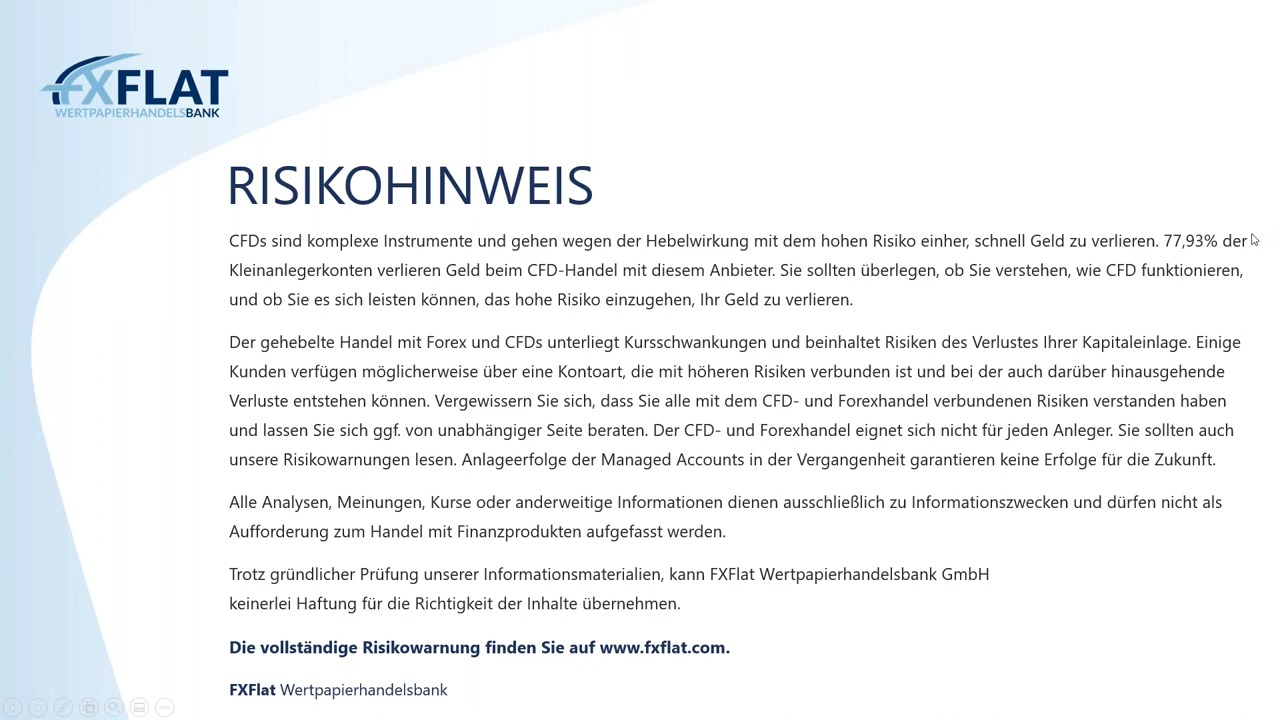 FXFLAT
WERTPAPIERHANDELSBANK
RISIKOHINWEIS
CFDs sind komplexe Instrumente und gehen wegen der Hebelwirkung mit dem hohen Risiko einher, schnell Geld zu verlieren. 77,93% der
Kleinanlegerkonten verlieren Geld beim CFD-Handel mit diesem Anbieter. Sie sollten überlegen, ob Sie verstehen, wie CFD funktionieren,
und ob Sie es sich leisten können, das hohe Risiko einzugehen, Ihr Geld zu verlieren.
Der gehebelte Handel mit Forex und CFDs unterliegt Kursschwankungen und beinhaltet Risiken des Verlustes Ihrer Kapitaleinlage. Einige
Kunden verfügen möglicherweise über eine Kontoart, die mit höheren Risiken verbunden ist und bei der auch darüber hinausgehende
Verluste entstehen können. Vergewissern Sie sich, dass Sie alle mit dem CFD- und Forexhandel verbundenen Risiken verstanden haben
und lassen Sie sich ggf. von unabhängiger Seite beraten. Der CFD- und Forexhandel eignet sich nicht für jeden Anleger. Sie sollten auch
unsere Risikowarnungen lesen. Anlageerfolge der Managed Accounts in der Vergangenheit garantieren keine Erfolge für die Zukunft.
Alle Analysen, Meinungen, Kurse oder anderweitige Informationen dienen ausschließlich zu Informationszwecken und dürfen nicht als
Aufforderung zum Handel mit Finanzprodukten aufgefasst werden.
Trotz gründlicher Prüfung unserer Informationsmaterialien, kann FXFlat Wertpapierhandelsbank GmbH
keinerlei Haftung für die Richtigkeit der Inhalte übernehmen.
Die vollständige Risikowarnung finden Sie auf www.fxflat.com.
FXFlat Wertpapierhandelsbank